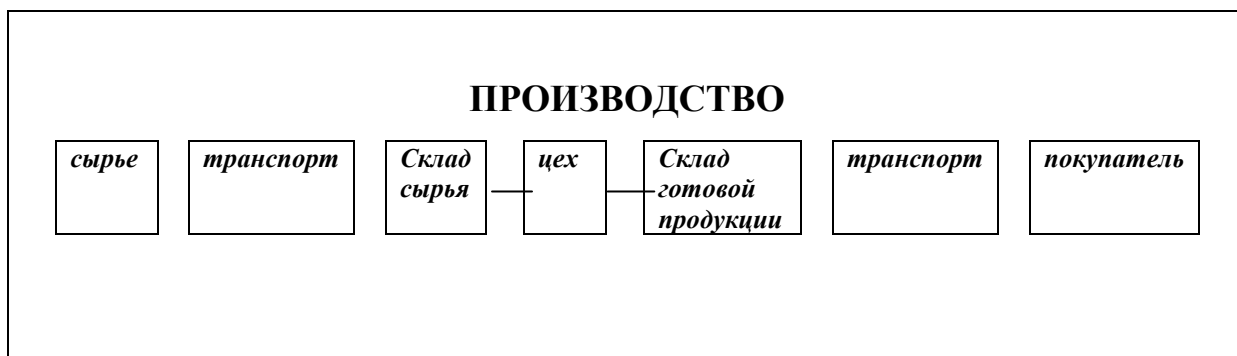 ПРОИЗВОДСТВО
сырье
транспорт
Склад
сырья
цех
Склад
готовой
продукции
транспорт
покупатель